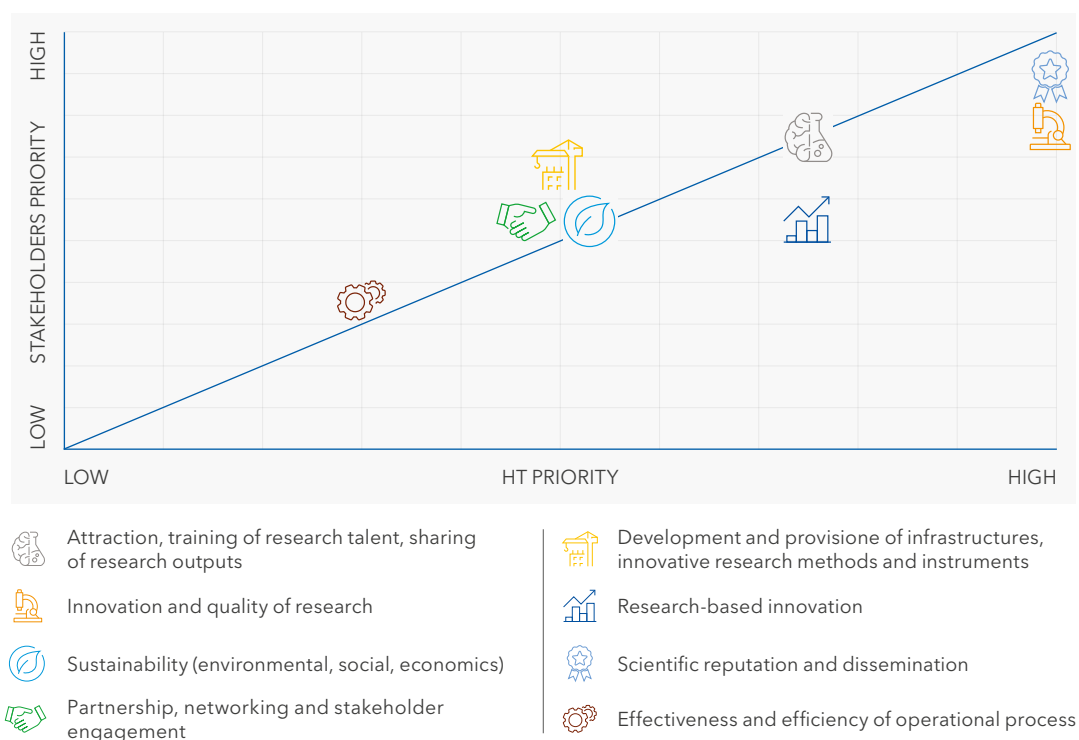 HIGH
STAKEHOLDERS PRIORITY
LOW
LOW
HT PRIORITY
HIGH
Attraction, training of research talent, sharing
of research outputs
Innovation and quality of research
Sustainability (environmental, social, economics)
Partnership, networking and stakeholder
engagement
Development and provisione of infrastructures,
innovative research methods and instruments
Research-based innovation
Scientific reputation and dissemination
Effectiveness and efficiency of operational process